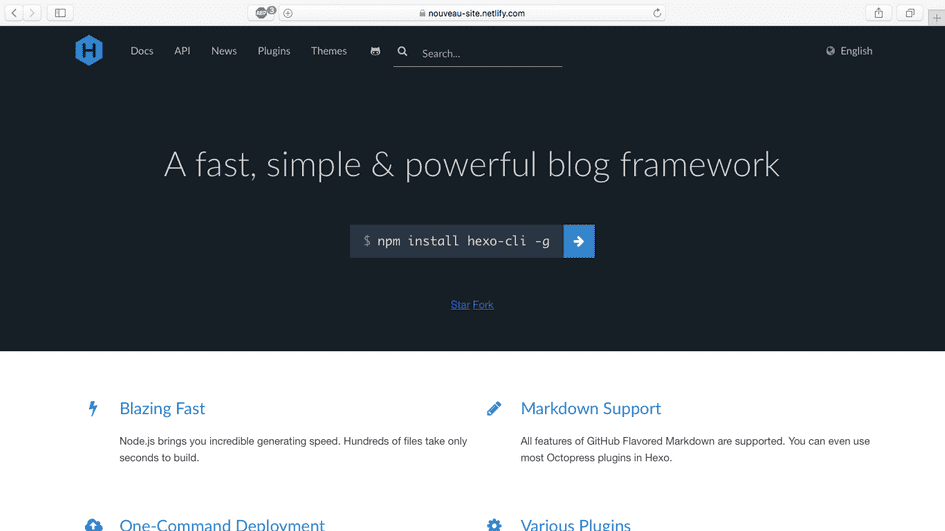 ABP 3
nouveau-site.netlify.com
H
Docs API News Plugins Themes Search... English
A fast, simple & powerful blog framework
$ npm install hexo-cli -g
Star Fork
Blazing Fast
Node.js brings you incredible generating speed. Hundreds of files take only
seconds to build.
Markdown Support
All features of GitHub Flavored Markdown are supported. You can even use
most Octopress plugins in Hexo.
One-Command Deployment
Various Plugins